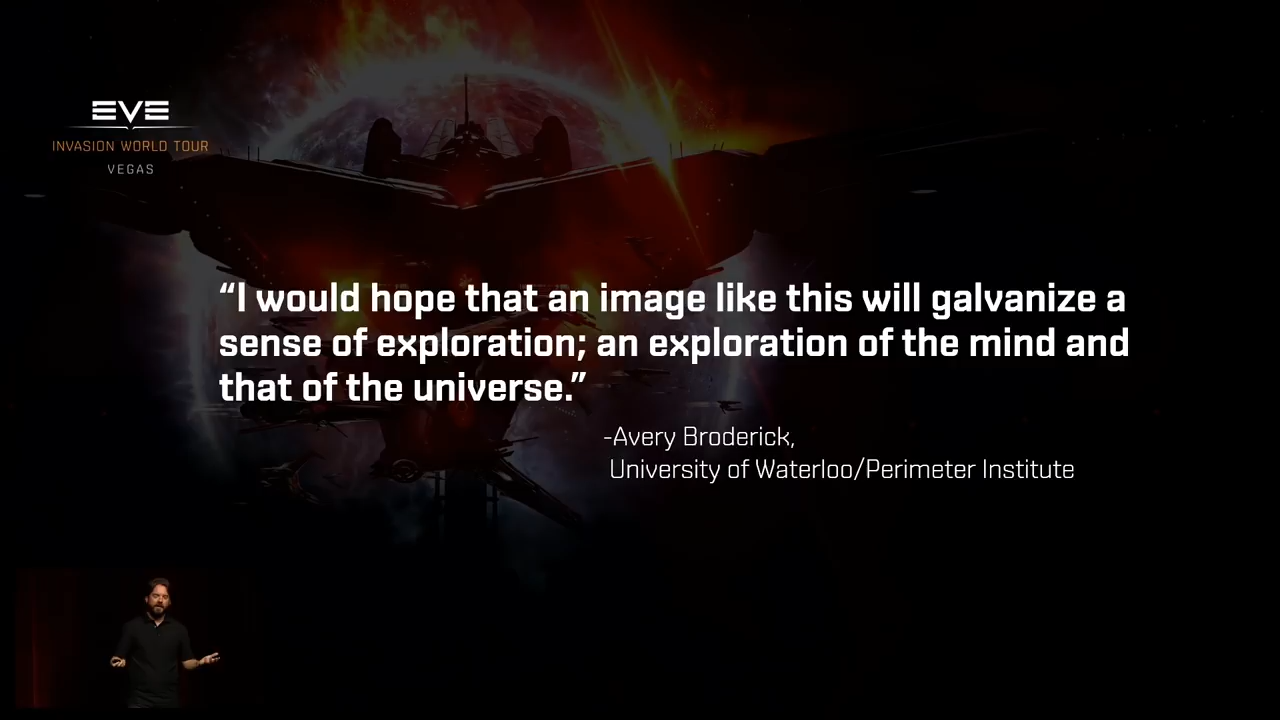 EVE
INVASION WORLD TOUR
VEGAS
“I would hope that an image like this will galvanize a
sense of exploration; an exploration of the mind and
that of the universe.”
-Avery Broderick,
University of Waterloo/Perimeter Institute